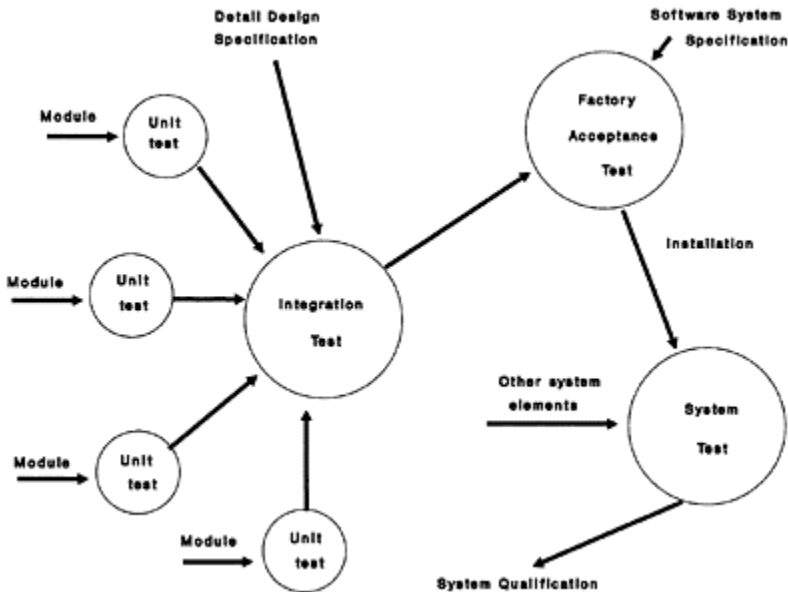 Detail Design
Specification
Software System
Specification
Module
Unit
test
Factory
Acceptance
Test
Module
Unit
test
Integration
Test
Installation
Other system
elements
System
Test
Module
Unit
test
Module
Unit
test
System Qualification